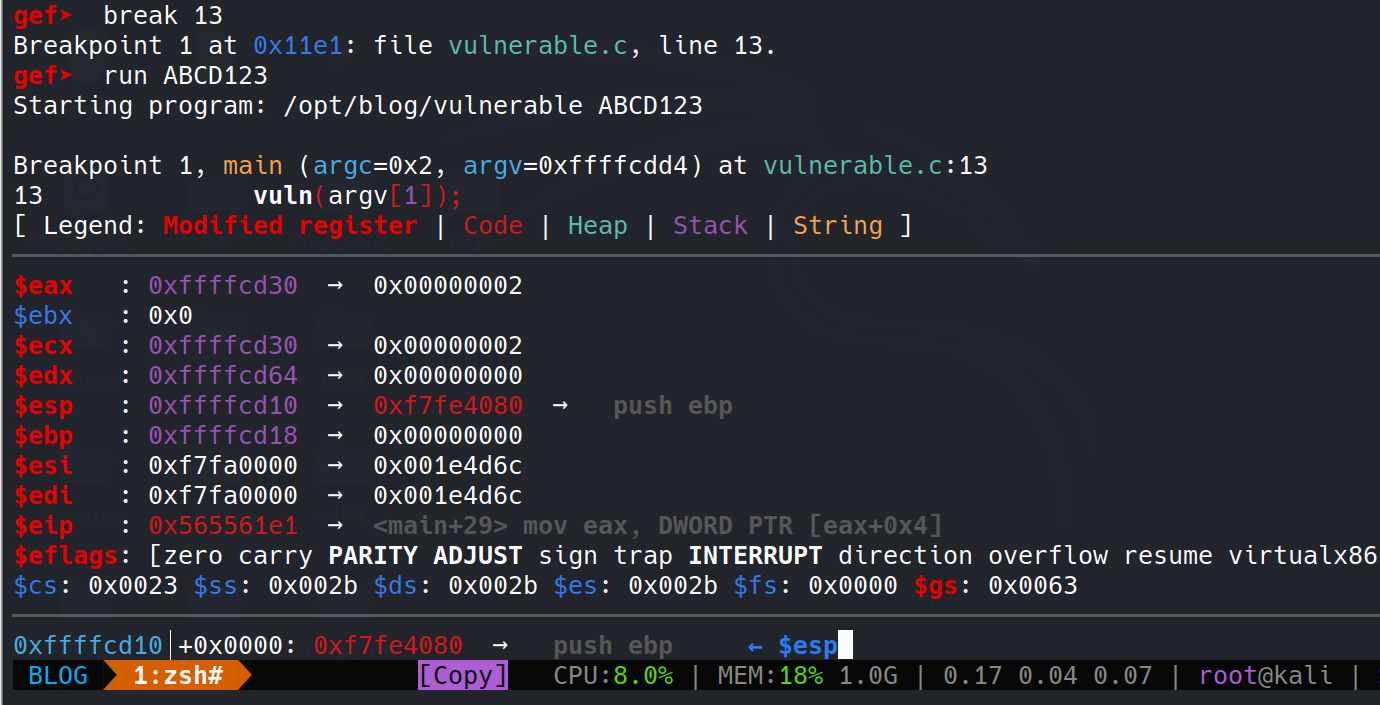 gef➤  break 13
Breakpoint 1 at 0x11e1: file vulnerable.c, line 13.
gef➤  run ABCD123
Starting program: /opt/blog/vulnerable ABCD123
Breakpoint 1, main (argc=0x2, argv=0xffffcdd4) at vulnerable.c:13
13              vuln(argv[1]);
[ Legend: Modified register | Code | Heap | Stack | String ]
$eax   : 0xffffcd30  →  0x00000002
$ebx   : 0x0
$ecx   : 0xffffcd30  →  0x00000002
$edx   : 0xffffcd64  →  0x00000000
$esp   : 0xffffcd10  →  0xf7fe4080  →   push ebp
$ebp   : 0xffffcd18  →  0x00000000
$esi   : 0xf7fa0000  →  0x001e4d6c
$edi   : 0xf7fa0000  →  0x001e4d6c
$eip   : 0x565561e1  →  <main+29> mov eax, DWORD PTR [eax+0x4]
$eflags: [zero carry PARITY ADJUST sign trap INTERRUPT direction overflow resume virtualx86
$cs: 0x0023 $ss: 0x002b $ds: 0x002b $es: 0x002b $fs: 0x0000 $gs: 0x0063
0xffffcd10│+0x0000: 0xf7fe4080  →   push ebp     ← $esp
BLOG 1:zsh# [Copy] CPU:8.0% | MEM:18% 1.0G | 0.17 0.04 0.07 | root@kali |